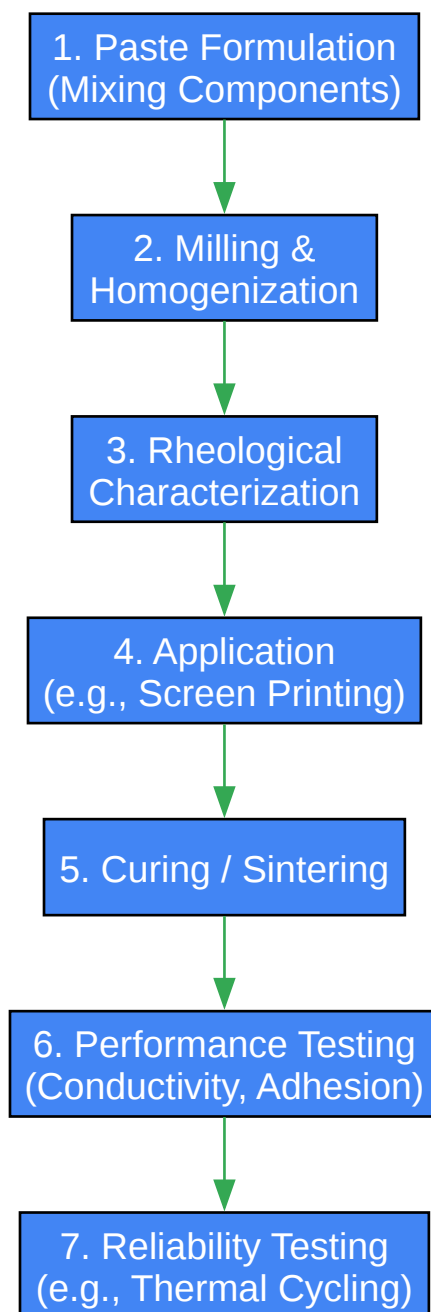 1. Paste Formulation
(Mixing Components)
2. Milling &
Homogenization
3. Rheological
Characterization
4. Application
(e.g., Screen Printing)
5. Curing / Sintering
6. Performance Testing
(Conductivity, Adhesion)
7. Reliability Testing
(e.g., Thermal Cycling)